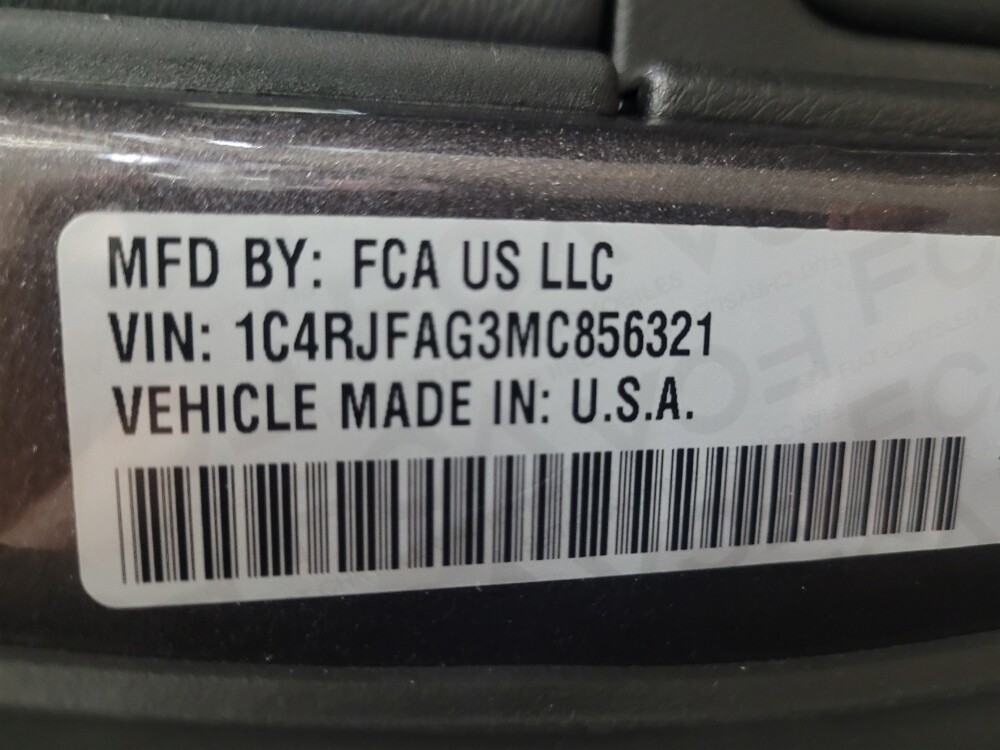 MFD BY: FCA US LLC
VIN: 1C4RJFAG3MC856321
VEHICLE MADE IN: U.S.A.